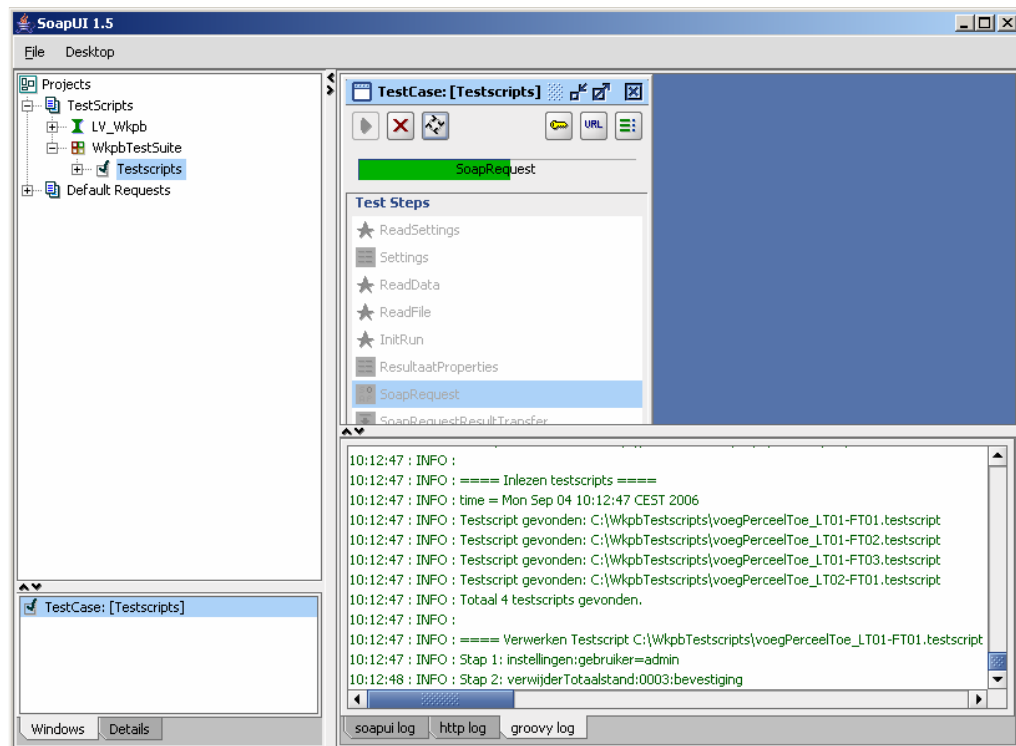 SoapUI 1.5
File Desktop
Projects
TestScripts
LV_Wkpb
WkpbTestSuite
Testscripts
Default Requests
TestCase: [Testscripts]
Windows Details
TestCase: [Testscripts]
URL
SoapRequest
Test Steps
ReadSettings
Settings
ReadData
ReadFile
InitRun
ResultaatProperties
SoapRequest
SoapRequestResultTransfer
10:12:47 : INFO :
10:12:47 : INFO : ==== Inlezen testscripts ====
10:12:47 : INFO : time = Mon Sep 04 10:12:47 CEST 2006
10:12:47 : INFO : Testscript gevonden: C:\WkpbTestscripts\voegPerceelToe_LT01-FT01.testscript
10:12:47 : INFO : Testscript gevonden: C:\WkpbTestscripts\voegPerceelToe_LT01-FT02.testscript
10:12:47 : INFO : Testscript gevonden: C:\WkpbTestscripts\voegPerceelToe_LT01-FT03.testscript
10:12:47 : INFO : Testscript gevonden: C:\WkpbTestscripts\voegPerceelToe_LT02-FT01.testscript
10:12:47 : INFO : Totaal 4 testscripts gevonden.
10:12:47 : INFO :
10:12:47 : INFO : ==== Verwerken Testscript C:\WkpbTestscripts\voegPerceelToe_LT01-FT01.testscript
10:12:47 : INFO : Stap 1: instellingen:gebruiker=admin
10:12:48 : INFO : Stap 2: verwijderTotaalstand:0003:bevestiging
soapui log http log groovy log